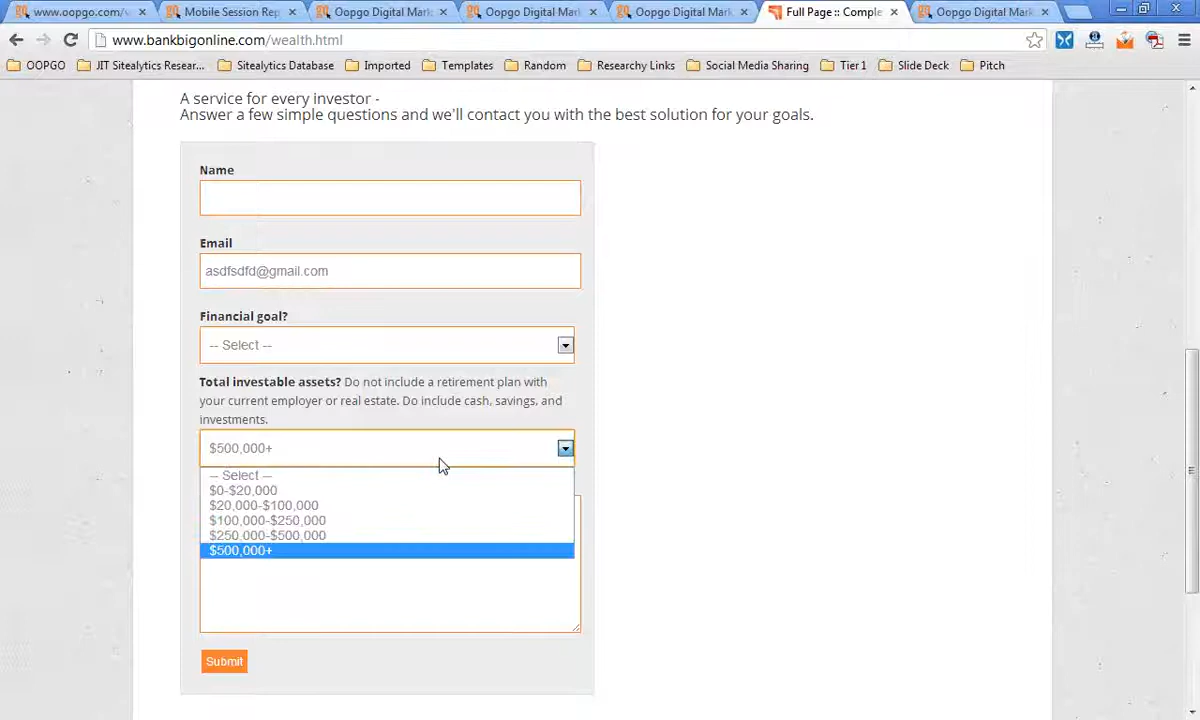 www.oopgo.com/v
Mobile Session Rep
Oopgo Digital Mark
Oopgo Digital Mark
Oopgo Digital Mark
Full Page :: Comple
Oopgo Digital Mark
www.bankbigonline.com/wealth.html
OOPGO
JIT Sitealytics Resear...
Sitealytics Database
Imported
Templates
Random
Researchy Links
Social Media Sharing
Tier 1
Slide Deck
Pitch
A service for every investor -
Answer a few simple questions and we'll contact you with the best solution for your goals.
Name
Email
asdfsdfd@gmail.com
Financial goal?
-- Select --
Total investable assets? Do not include a retirement plan with
your current employer or real estate. Do include cash, savings, and
investments.
$500,000+
-- Select --
$0-$20,000
$20,000-$100,000
$100,000-$250,000
$250,000-$500,000
$500,000+
Submit